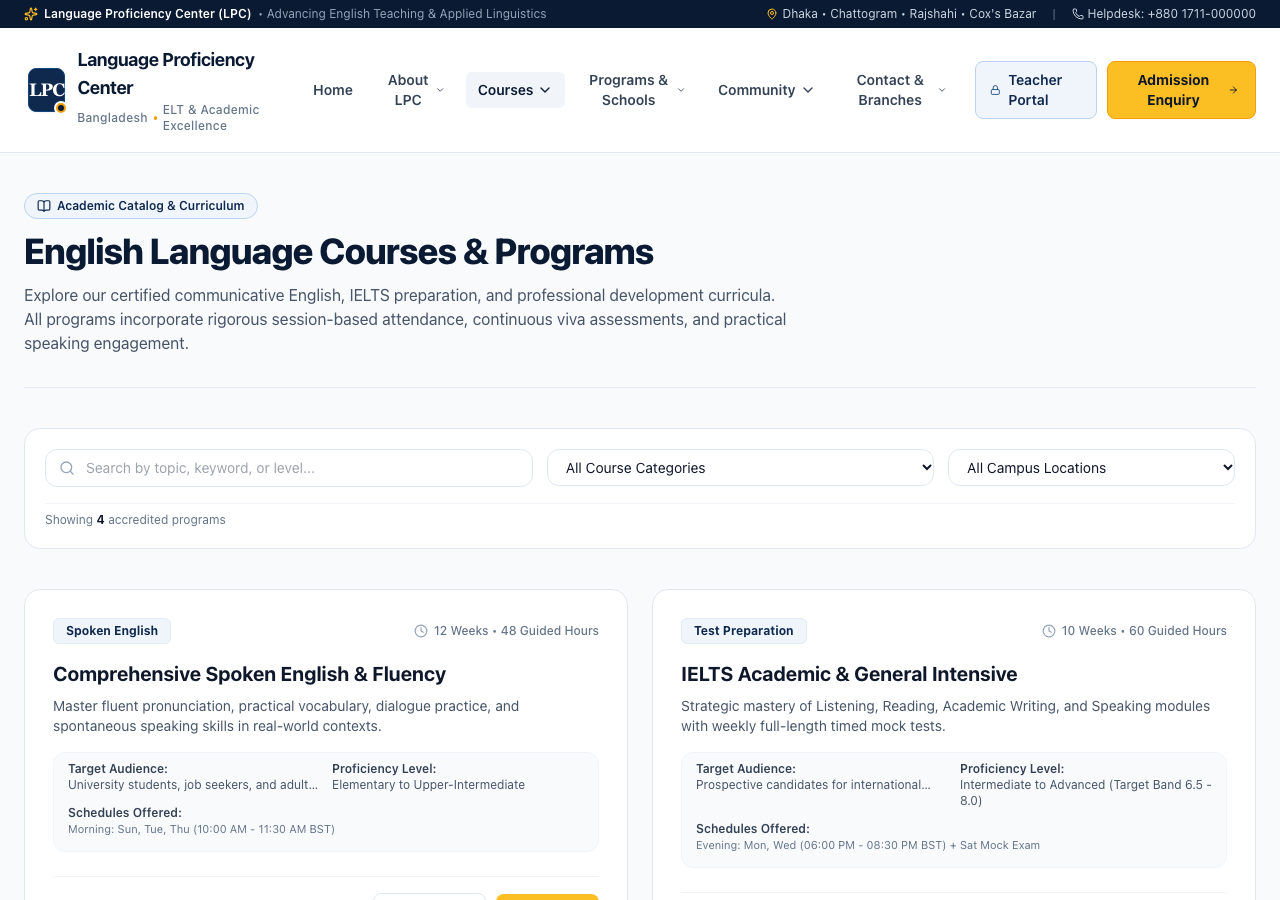 Language Proficiency Center (LPC) • Advancing English Teaching & Applied Linguistics
Dhaka • Chattogram • Rajshahi • Cox's Bazar | Helpdesk: +880 1711-000000
LPC
Language Proficiency
Center
Bangladesh • ELT & Academic
Excellence
Home
About
LPC
Courses
Programs &
Schools
Community
Contact &
Branches
Teacher
Portal
Admission
Enquiry
Academic Catalog & Curriculum
English Language Courses & Programs
Explore our certified communicative English, IELTS preparation, and professional development curricula.
All programs incorporate rigorous session-based attendance, continuous viva assessments, and practical
speaking engagement.
Search by topic, keyword, or level...
All Course Categories
All Campus Locations
Showing 4 accredited programs
Spoken English
12 Weeks • 48 Guided Hours
Comprehensive Spoken English & Fluency
Master fluent pronunciation, practical vocabulary, dialogue practice, and
spontaneous speaking skills in real-world contexts.
Target Audience:
University students, job seekers, and adult...
Proficiency Level:
Elementary to Upper-Intermediate
Schedules Offered:
Morning: Sun, Tue, Thu (10:00 AM - 11:30 AM BST)
Test Preparation
10 Weeks • 60 Guided Hours
IELTS Academic & General Intensive
Strategic mastery of Listening, Reading, Academic Writing, and Speaking modules
with weekly full-length timed mock tests.
Target Audience:
Prospective candidates for international...
Proficiency Level:
Intermediate to Advanced (Target Band 6.5 -
8.0)
Schedules Offered:
Evening: Mon, Wed (06:00 PM - 08:30 PM BST) + Sat Mock Exam